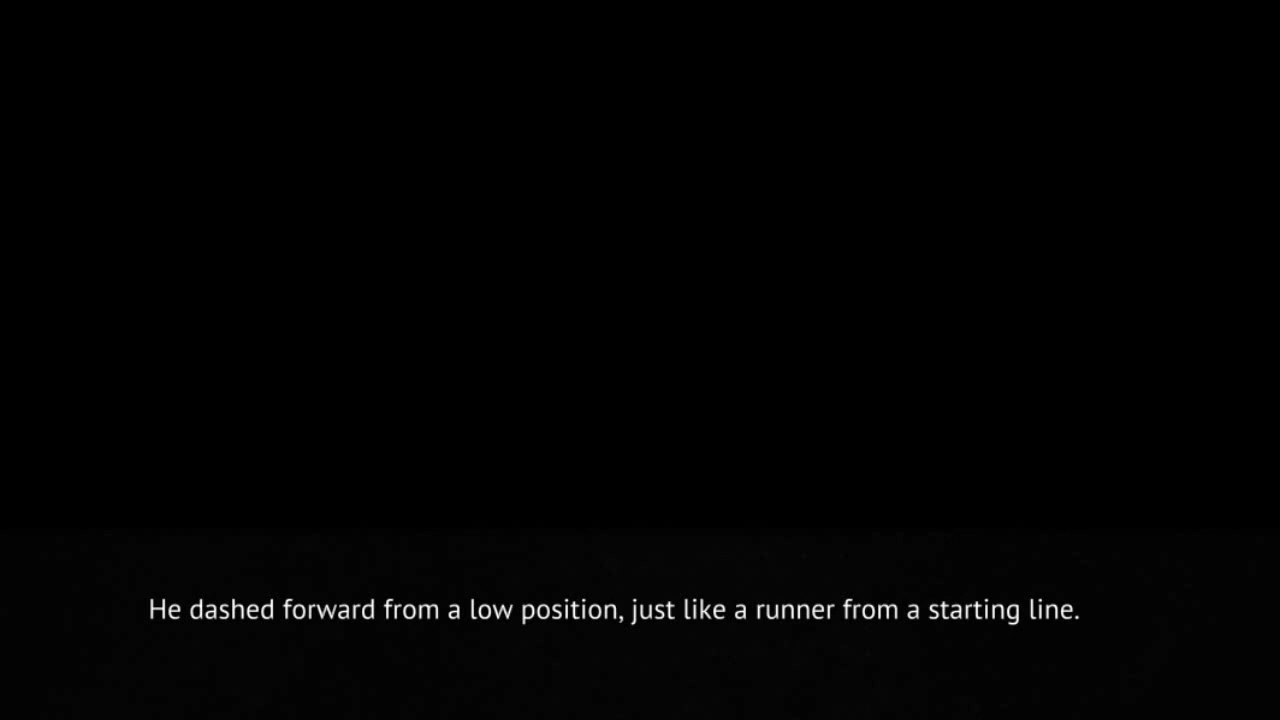 He dashed forward from a low position, just like a runner from a starting line.